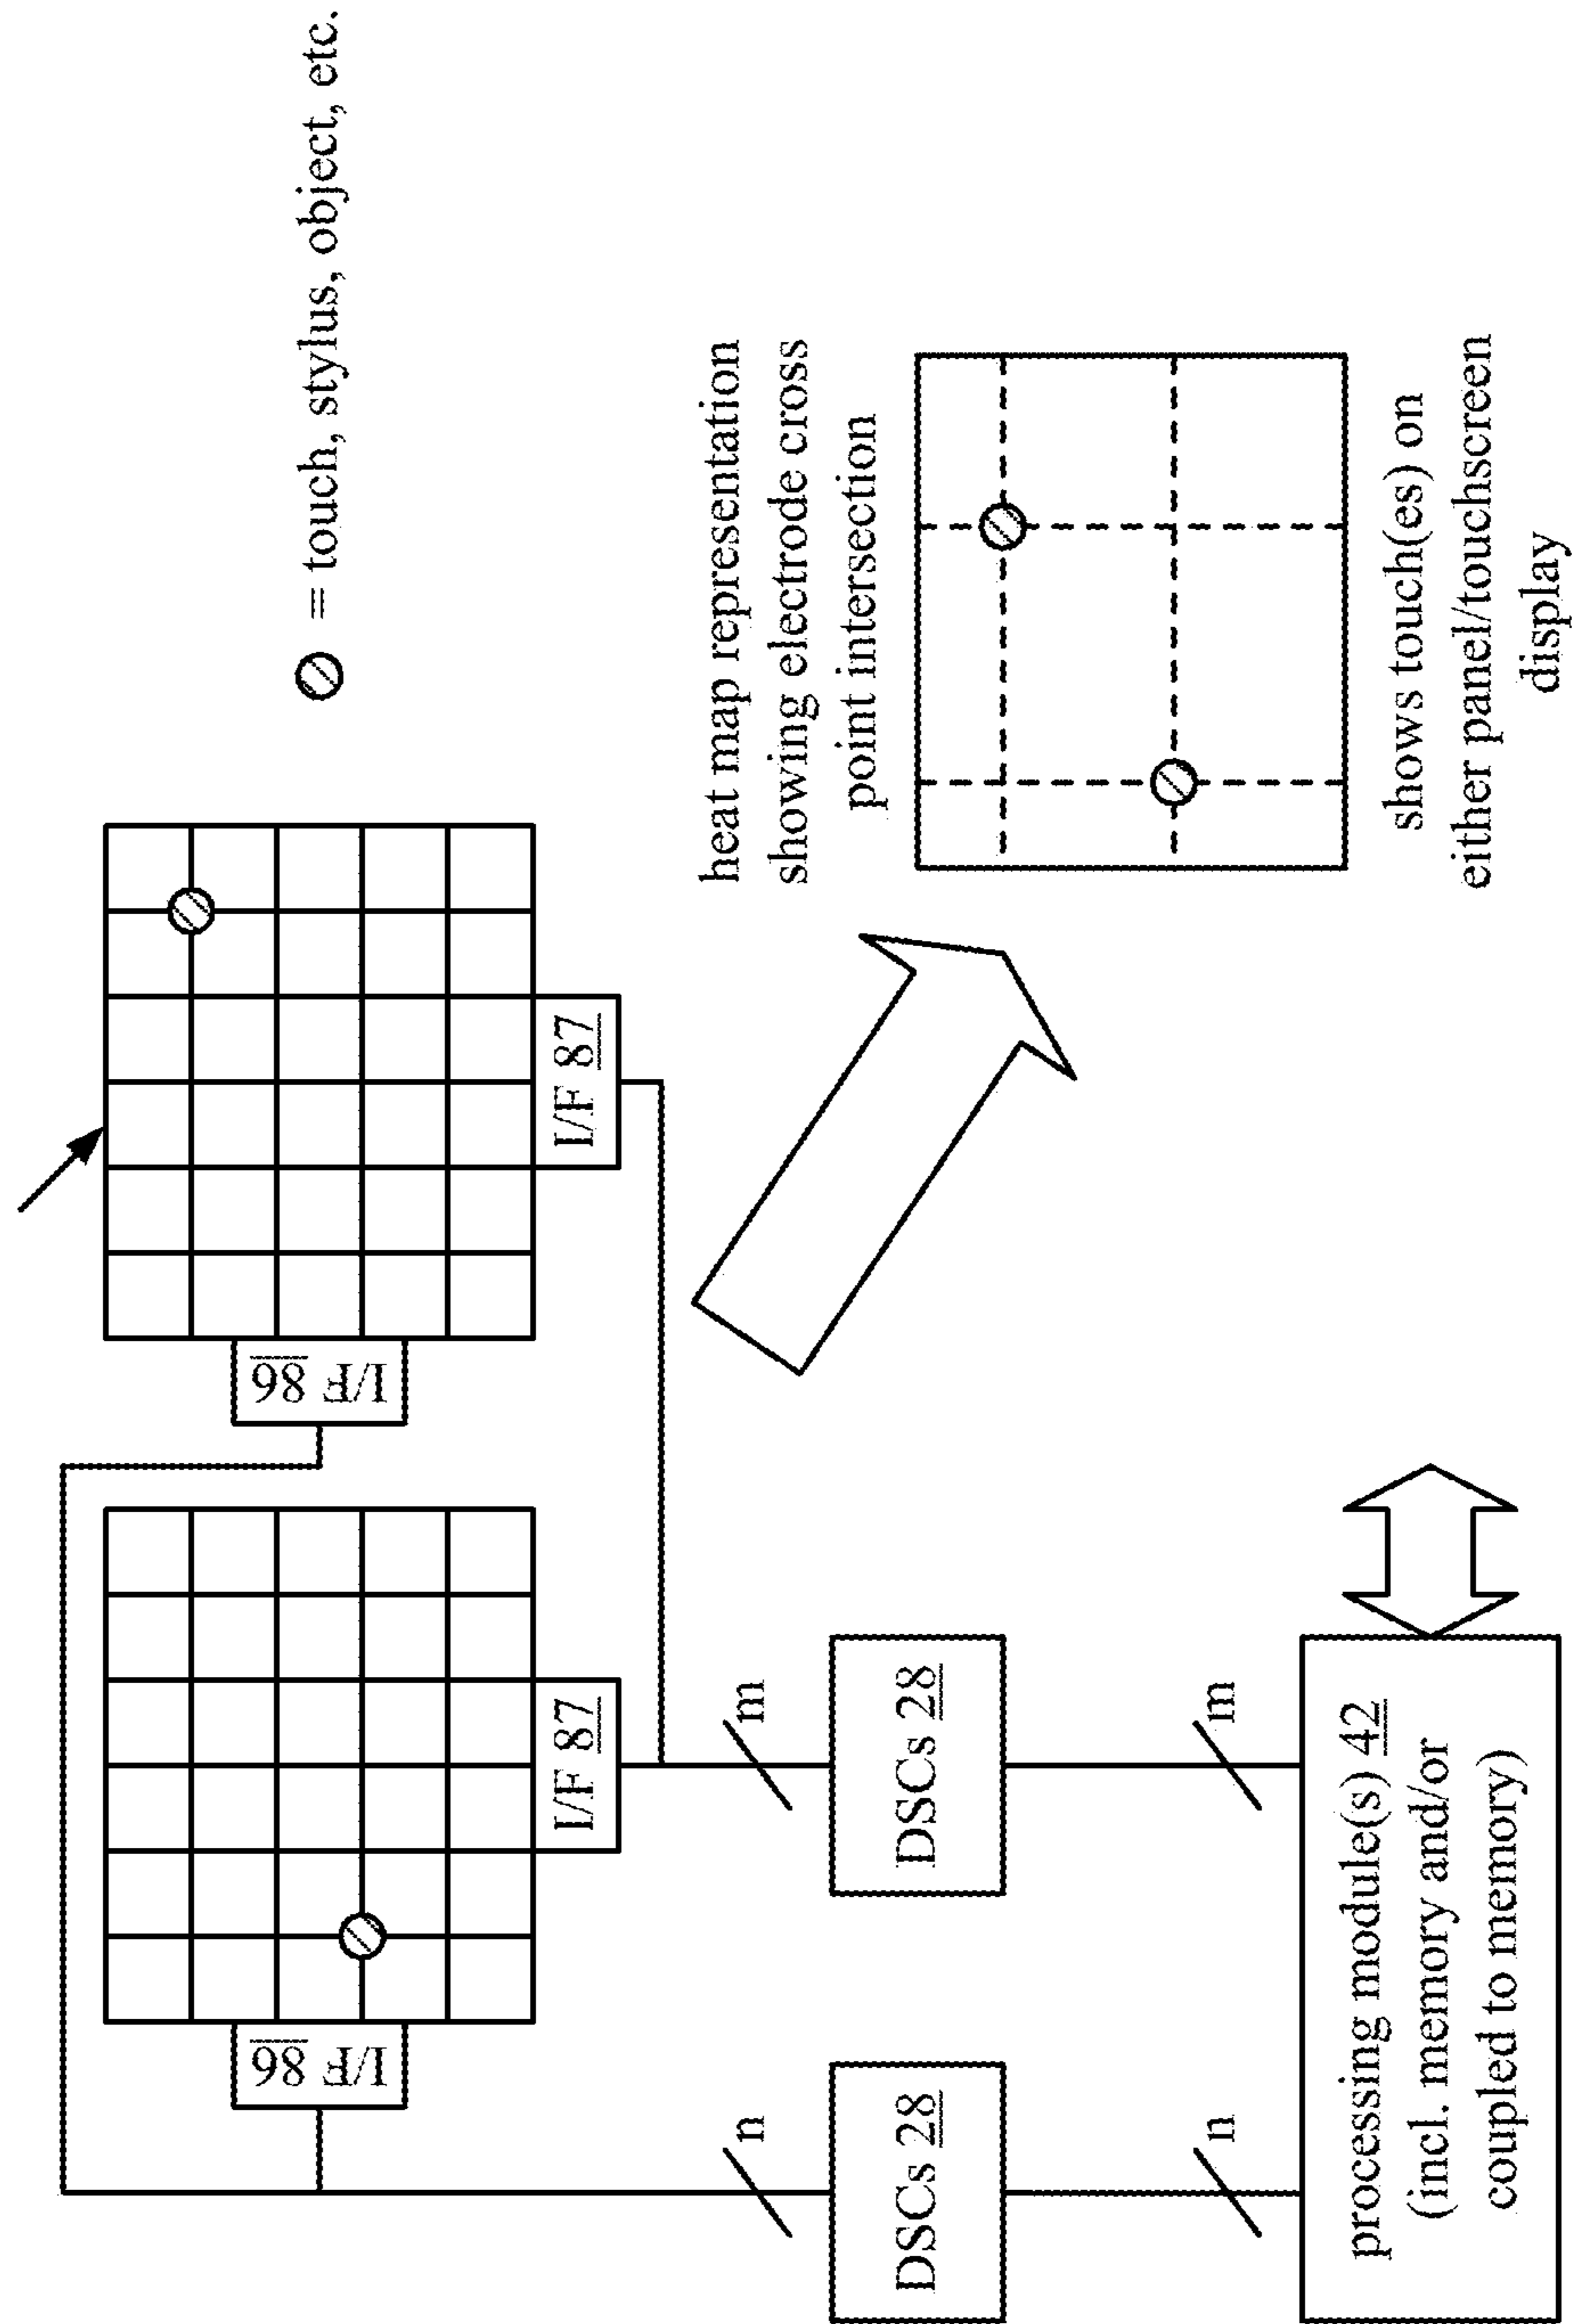 = touch, stylus, object, etc.
I/F 86
I/F 87
I/F 86
I/F 87
heat map representation
showing electrode cross
point intersection
shows touch(es) on
either panel/touchscreen
display
n
m
DSCs 28
DSCs 28
n
m
processing module(s) 42
(incl. memory and/or
coupled to memory)